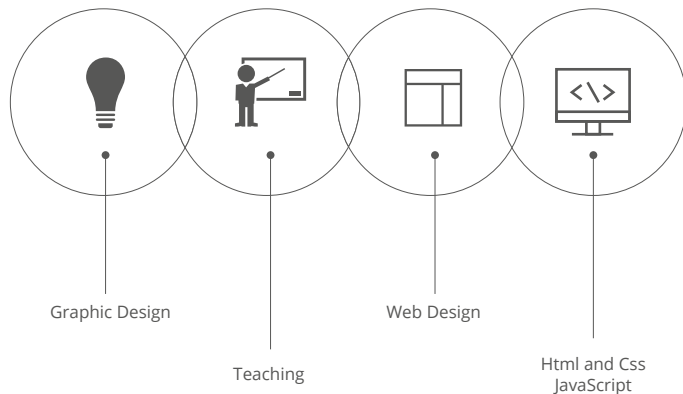 Graphic Design
Teaching
Web Design
Html and Css
JavaScript